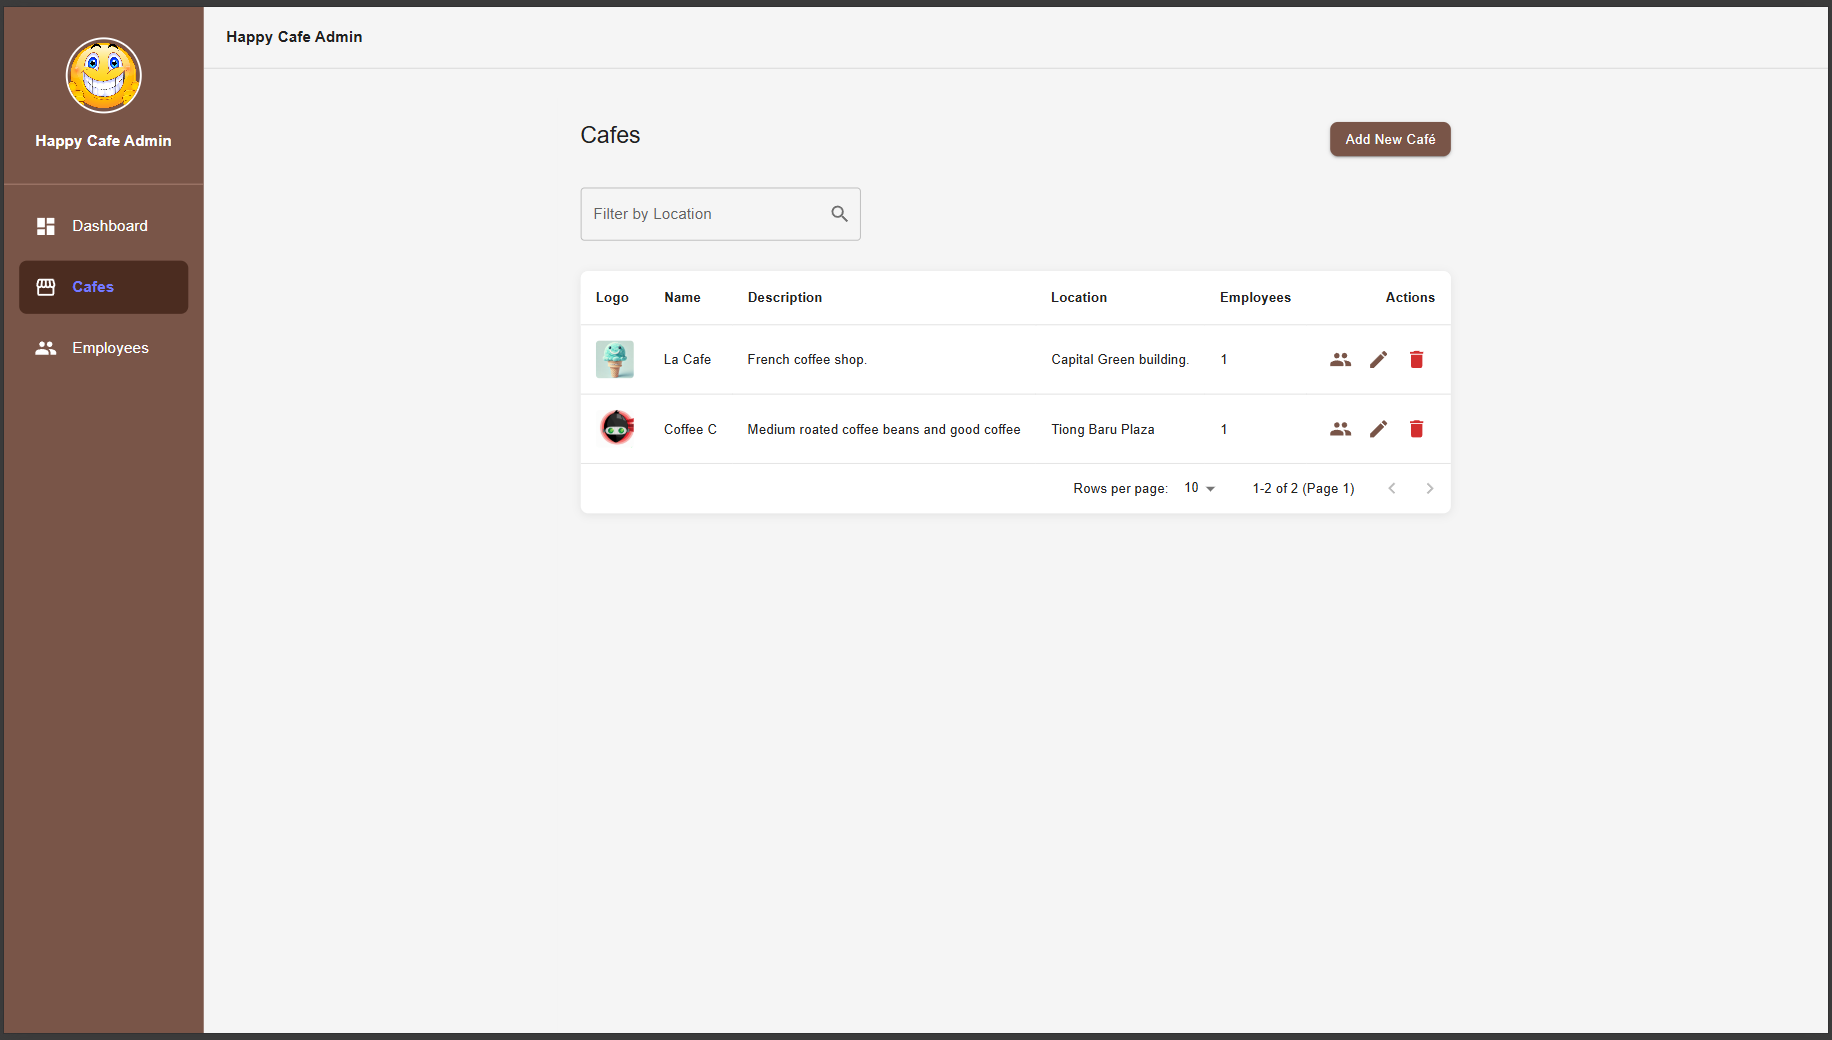 Happy Cafe Admin
Happy Cafe Admin
Dashboard
Cafes
Employees
Cafes
Add New Café
Filter by Location
Logo Name Description Location Employees Actions
La Cafe French coffee shop. Capital Green building. 1
Coffee C Medium roated coffee beans and good coffee Tiong Baru Plaza 1
Rows per page: 10 1-2 of 2 (Page 1)